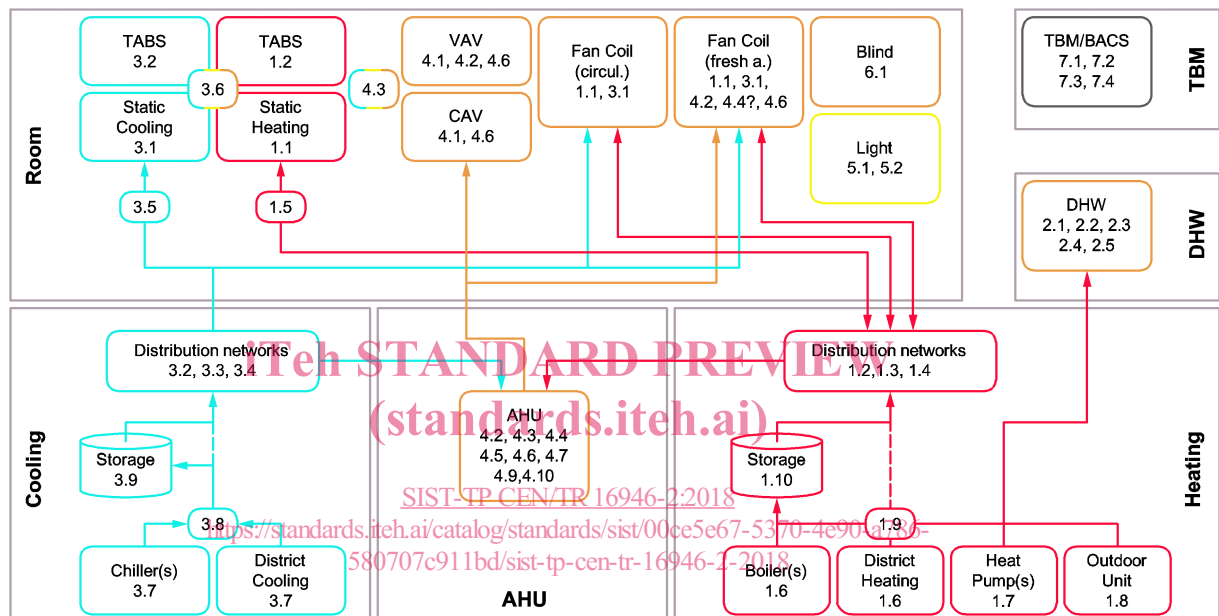 TABS
3.2
TABS
1.2
VAV
4.1, 4.2, 4.6
Fan Coil
(circul.)
1.1, 3.1
Fan Coil
(fresh a.)
1.1, 3.1,
4.2, 4.4?, 4.6
Blind
6.1
TBM/BACS
7.1, 7.2
7.3, 7.4
TBM
3.6
4.3
Static
Cooling
3.1
Static
Heating
1.1
CAV
4.1, 4.6
Light
5.1, 5.2
Room
3.5
1.5
DHW
2.1, 2.2, 2.3
2.4, 2.5
DHW
Distribution networks
3.2, 3.3, 3.4
Distribution networks
1.2,1.3, 1.4
iTeh STANDARD PREVIEW
(standards.iteh.ai)
AHU
4.2, 4.3, 4.4
4.5, 4.6, 4.7
4.9,4.10
Storage
3.9
Storage
1.10
Cooling
Heating
SIST-TP CEN/TR 16946-2:2018
https://standards.iteh.ai/catalog/standards/sist/00ce5e67-5370-4e90-a786-
580707c911bd/sist-tp-cen-tr-16946-2-2018
3.8
1.9
Chiller(s)
3.7
District
Cooling
3.7
AHU
Boiler(s)
1.6
District
Heating
1.6
Heat
Pump(s)
1.7
Outdoor
Unit
1.8